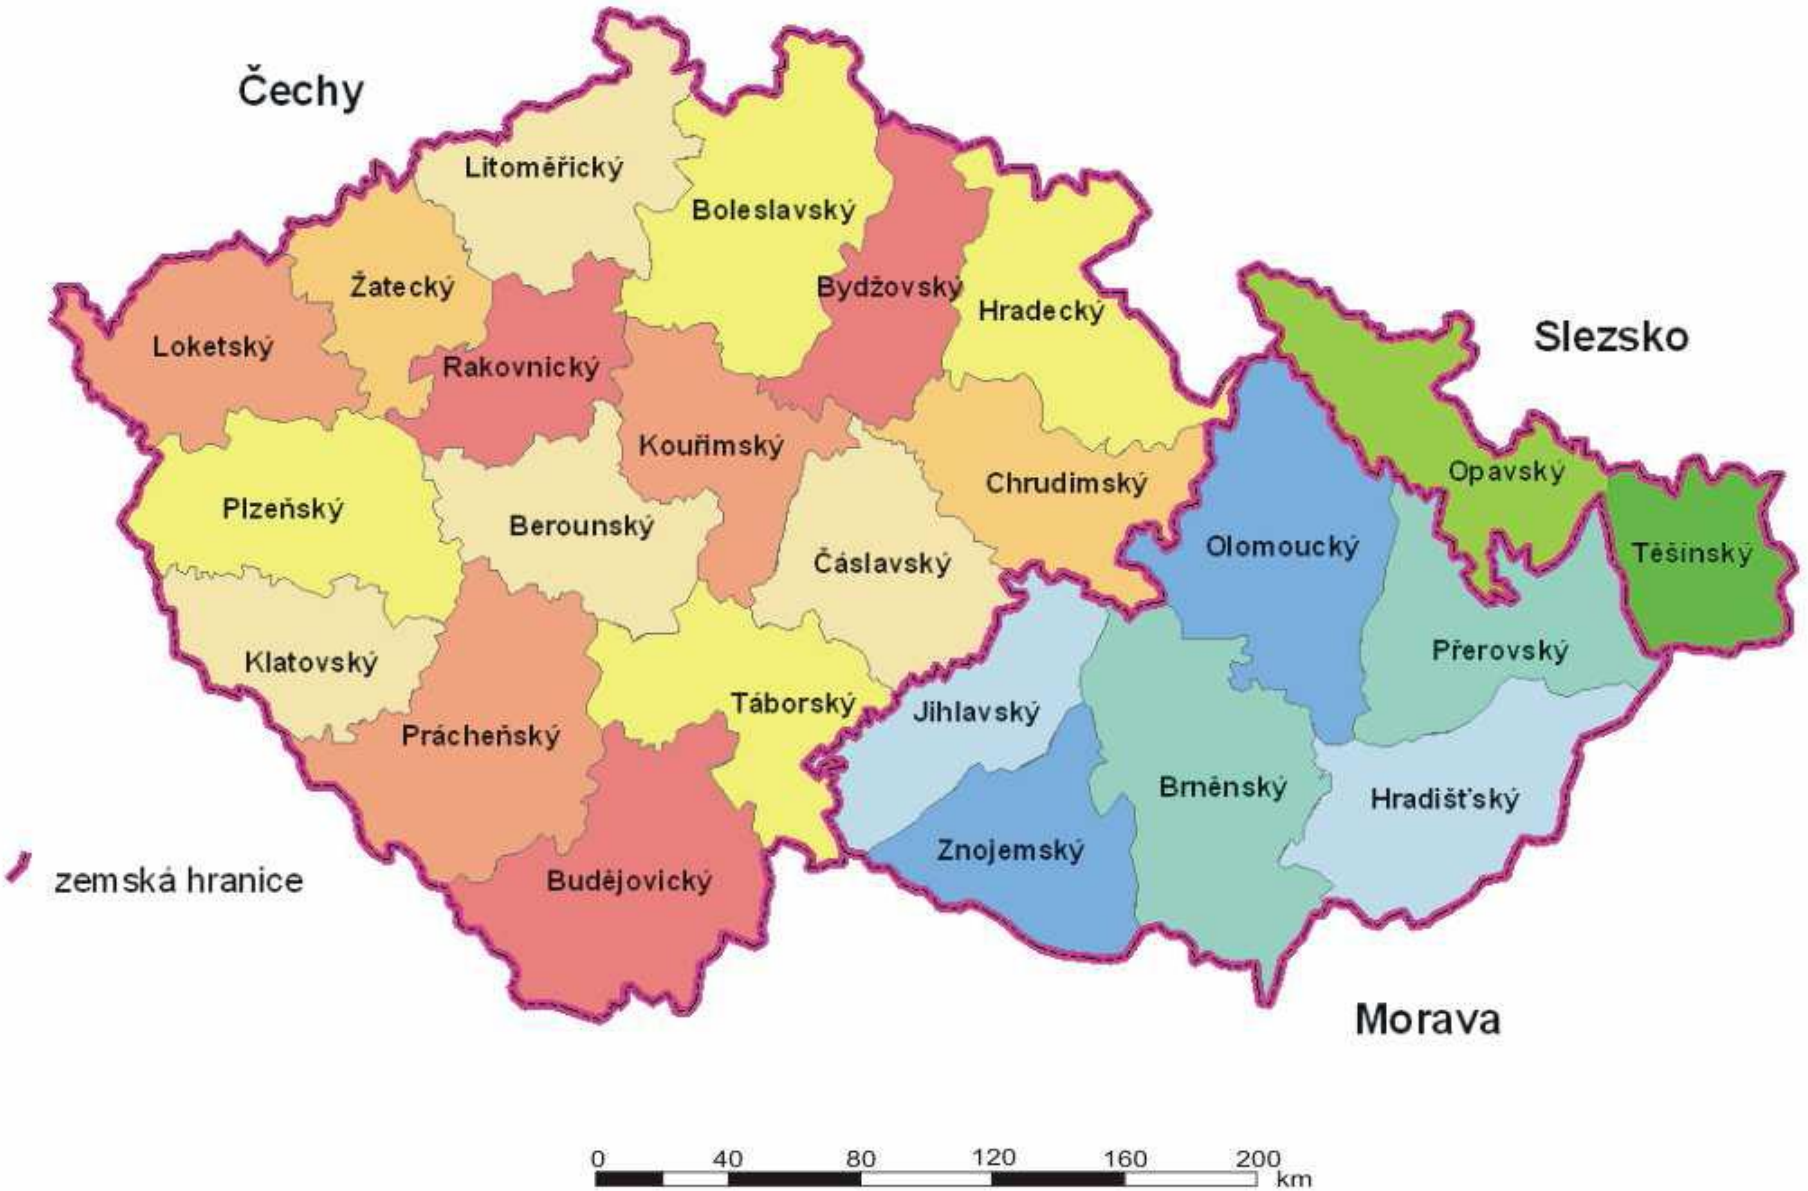 Čechy
Litoměřický
Boleslavský
Žatecký
Bydžovský
Hradecký
Slezsko
Loketský
Rakovnický
Kouřimský
Opavský
Chrudimský
Plzeňský
Berounský
Olomoucký
Těšínský
Čáslavský
Přerovský
Klatovský
Táborský
Jihlavský
Prácheňský
Brněnský
Hradišťský
Znojemský
Budějovický
zemská hranice
Morava
0 40 80 120 160 200
km